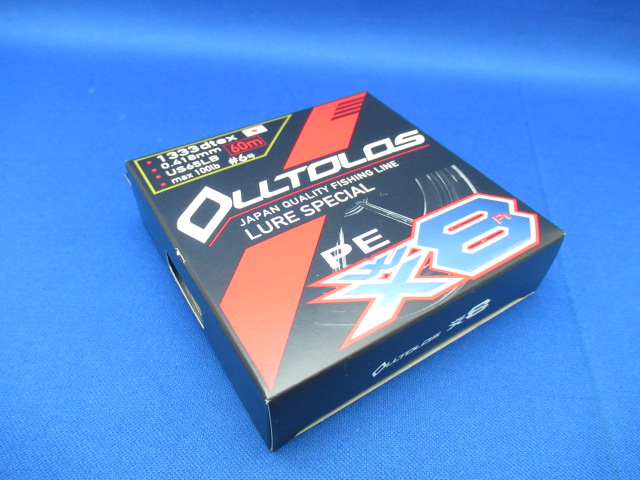 1333dtex
0.418mm 60m
US65LB #6号
max 100lb
OLLTOLOS
JAPAN QUALITY FISHING LINE
LURE SPECIAL
PE
X8
OLLTOLOS X8